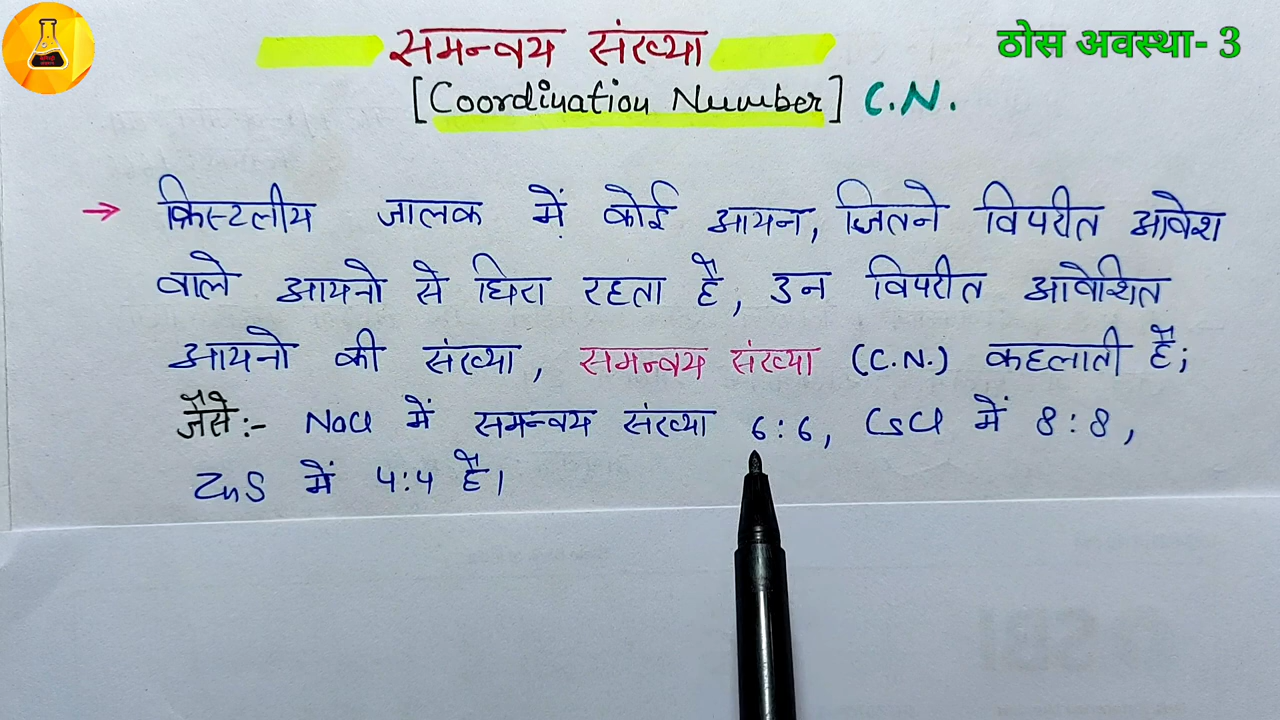 समन्वय संख्या
ठोस अवस्था- 3
[Coordination Number] C.N.
→ क्रिस्टलीय जालक में कोई आयन, जितने विपरीत आवेश
वाले आयनो से घिरा रहता है, उन विपरीत आवेशित
आयनो की संख्या, समन्वय संख्या (C.N.) कहलाती है;
जैसे:- NaCl में समन्वय संख्या 6:6, CsCl में 8:8,
ZnS में 4:4 है।